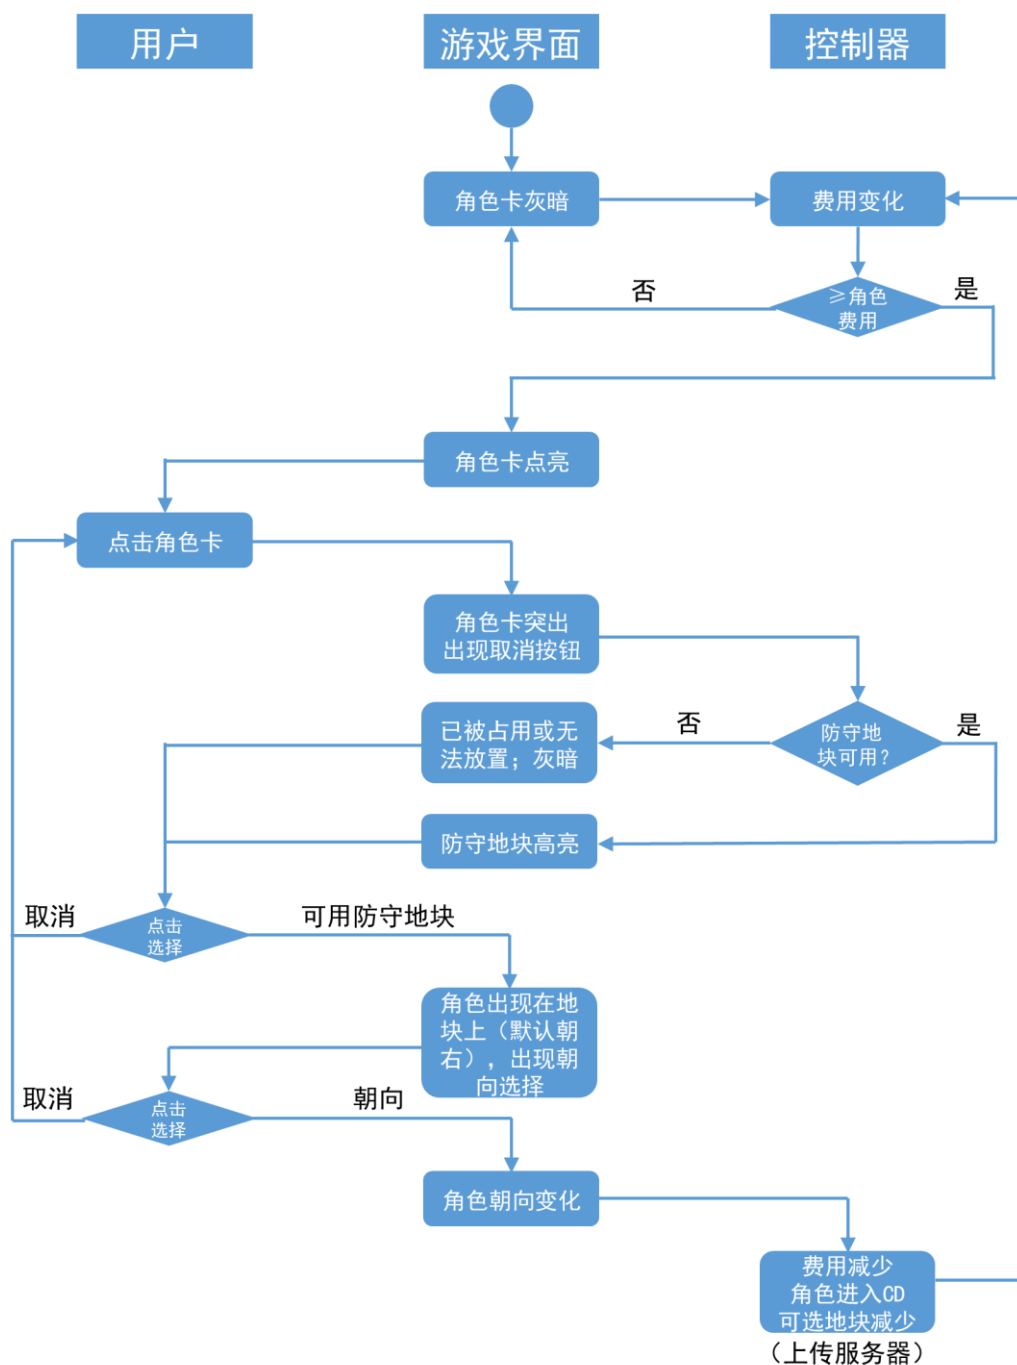 用户
游戏界面
控制器
角色卡灰暗
费用变化
否
≥角色
费用
是
角色卡点亮
点击角色卡
角色卡突出
出现取消按钮
已被占用或无
法放置；灰暗
否
防守地
块可用？
是
防守地块高亮
取消
点击
选择
可用防守地块
角色出现在地
块上（默认朝
右），出现朝
向选择
取消
点击
选择
朝向
角色朝向变化
费用减少
角色进入CD
可选地块减少
（上传服务器）